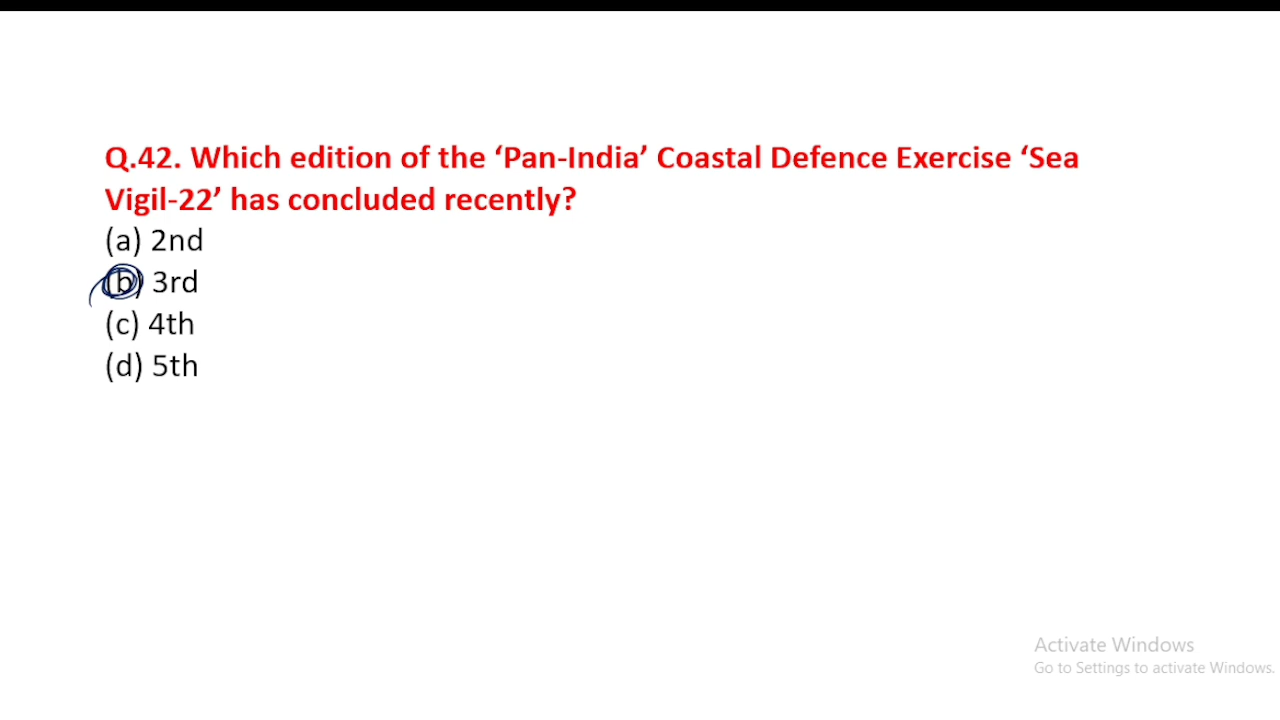 Q.42. Which edition of the ‘Pan-India’ Coastal Defence Exercise ‘Sea
Vigil-22’ has concluded recently?
(a) 2nd
(b) 3rd
(c) 4th
(d) 5th
Activate Windows
Go to Settings to activate Windows.